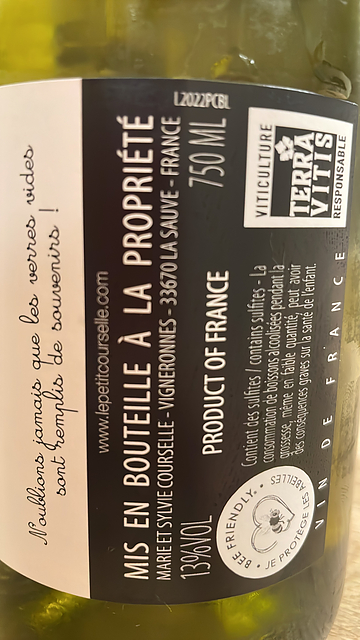 N'oublions jamais que les verres vides
sont remplis de souvenirs !
www.lepetitcourselle.com
MIS EN BOUTEILLE À LA PROPRIÉTÉ
MARIE ET SYLVIE COURSELLE - VIGNERONNES - 33670 LA SAUVE - FRANCE
L2022PCBL
13%VOL
PRODUCT OF FRANCE
750 ML
Contient des sulfites / contains sulfites - La
consommation de boissons alcoolisées pendant la
grossesse, même en faible quantité, peut avoir
des conséquences graves sur la santé de l'enfant.
BEE FRIENDLY
JE PROTÈGE LES ABEILLES
VITICULTURE
TERRA
VITIS
RESPONSABLE
VIN DE FRANCE